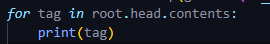 for tag in root.head.contents:
    print(tag)